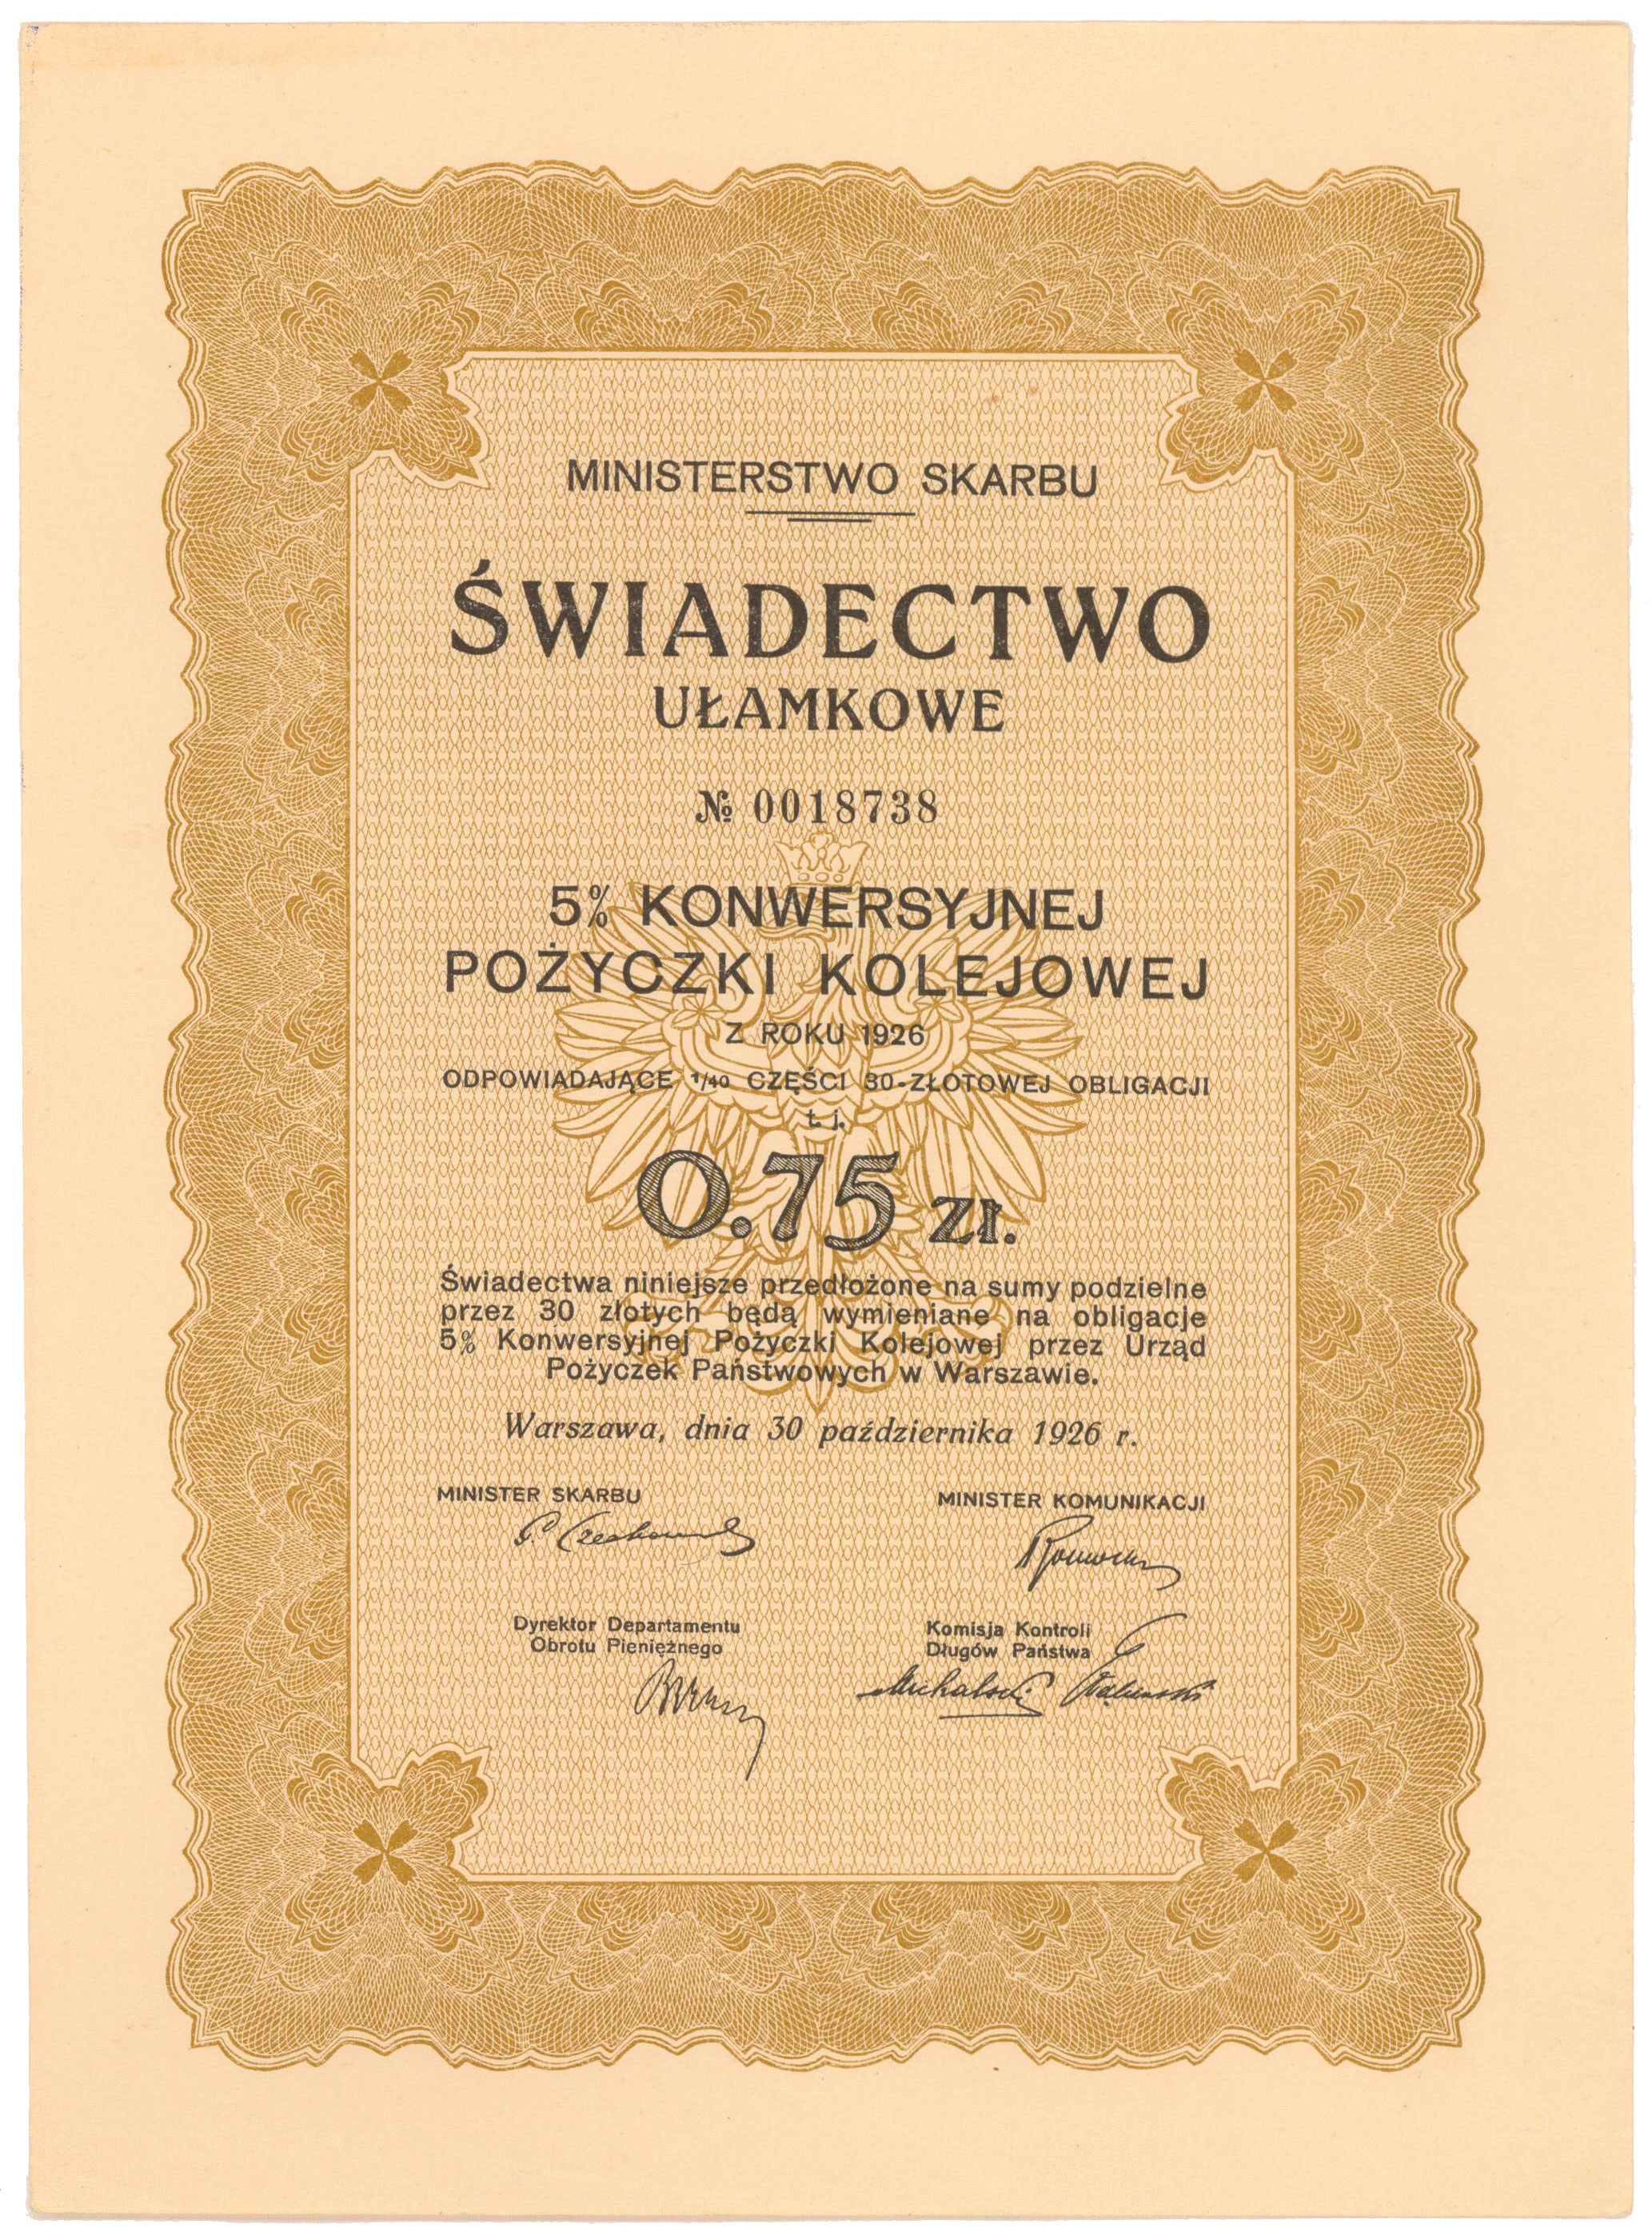 MINISTERSTWO SKARBU
ŚWIADECTWO
UŁAMKOWE
№ 0018738
5% KONWERSYJNEJ
POŻYCZKI KOLEJOWEJ
Z ROKU 1926
ODPOWIADAJĄCE 1/40 CZĘŚCI 30-ZŁOTOWEJ OBLIGACJI
t. j.
0.75 zł.
Świadectwa niniejsze przedłożone na sumy podzielne
przez 30 złotych będą wymieniane na obligacje
5% Konwersyjnej Pożyczki Kolejowej przez Urząd
Pożyczek Państwowych w Warszawie.
Warszawa, dnia 30 października 1926 r.
MINISTER SKARBU MINISTER KOMUNIKACJI
Dyrektor Departamentu
Obrotu Pieniężnego
Komisja Kontroli
Długów Państwa
Michalski